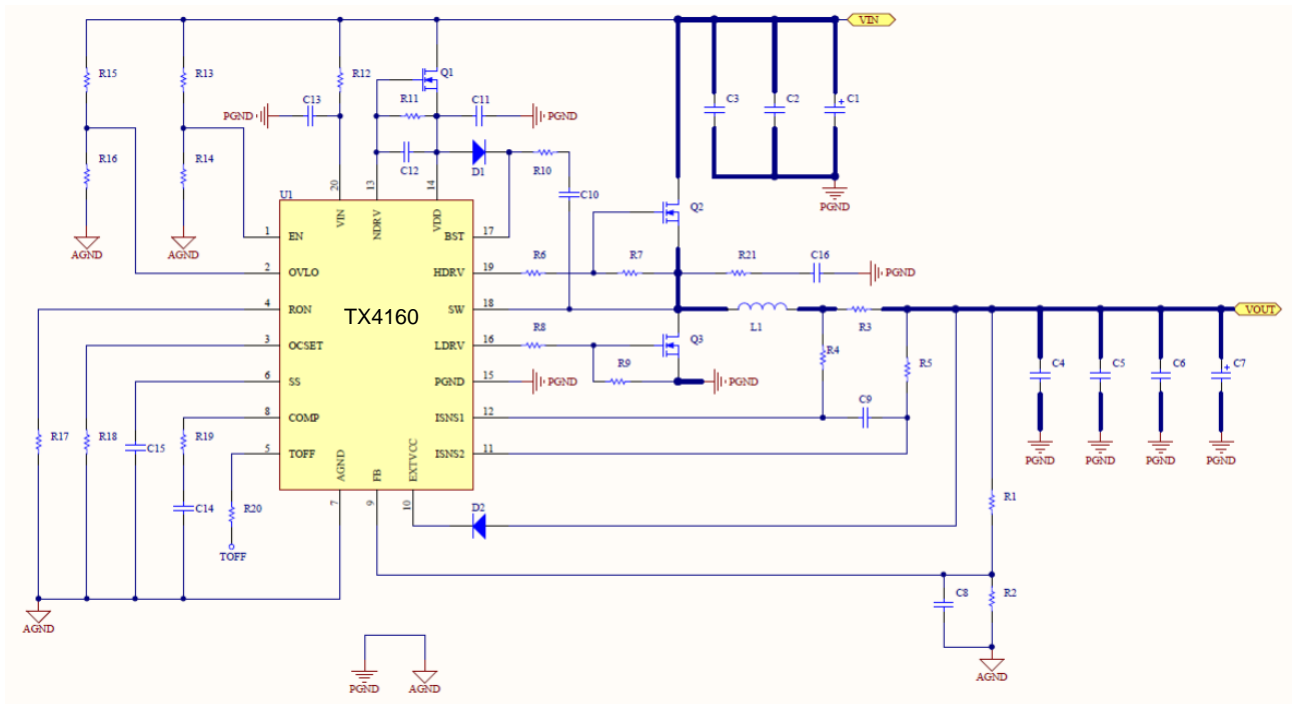 VIN
R15
R13
R12
Q1
C13
R11
C11
PGND
PGND
C3
C2
C1
R16
R14
C12
D1
R10
C10
PGND
U1
20
13
14
VIN
NDRV
VDD
Q2
1
EN
BST
17
AGND
AGND
2
OVLO
HDRV
19
R6
R7
R21
C16
PGND
4
RON
TX4160
SW
18
L1
R3
VOUT
3
OCSET
LDRV
16
R8
Q3
R4
R5
6
SS
PGND
15
PGND
R9
PGND
C4
C5
C6
C7
8
COMP
ISNS1
12
C9
R17
R18
C15
R19
5
TOFF
AGND
FB
EXTVCC
ISNS2
11
PGND
PGND
PGND
PGND
7
9
10
C14
R20
D2
R1
TOFF
C8
R2
AGND
AGND
PGND
AGND